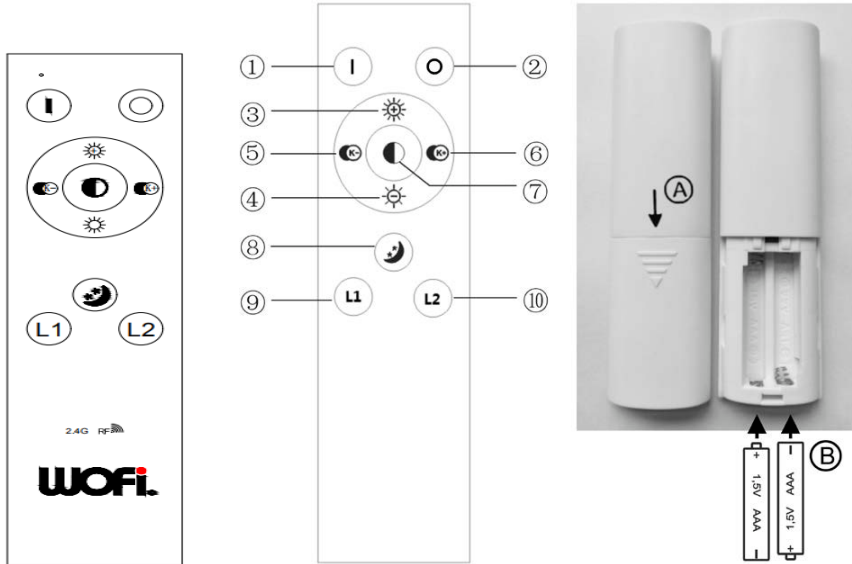 I O
K- K+
L1 L2
2.4G RF
WOFI.
① I O ②
③
⑤ K- K+ ⑥
④ ⑦
⑧
⑨ L1 L2 ⑩
Ⓐ
Ⓑ
+ 1,5V AAA −
− 1,5V AAA +